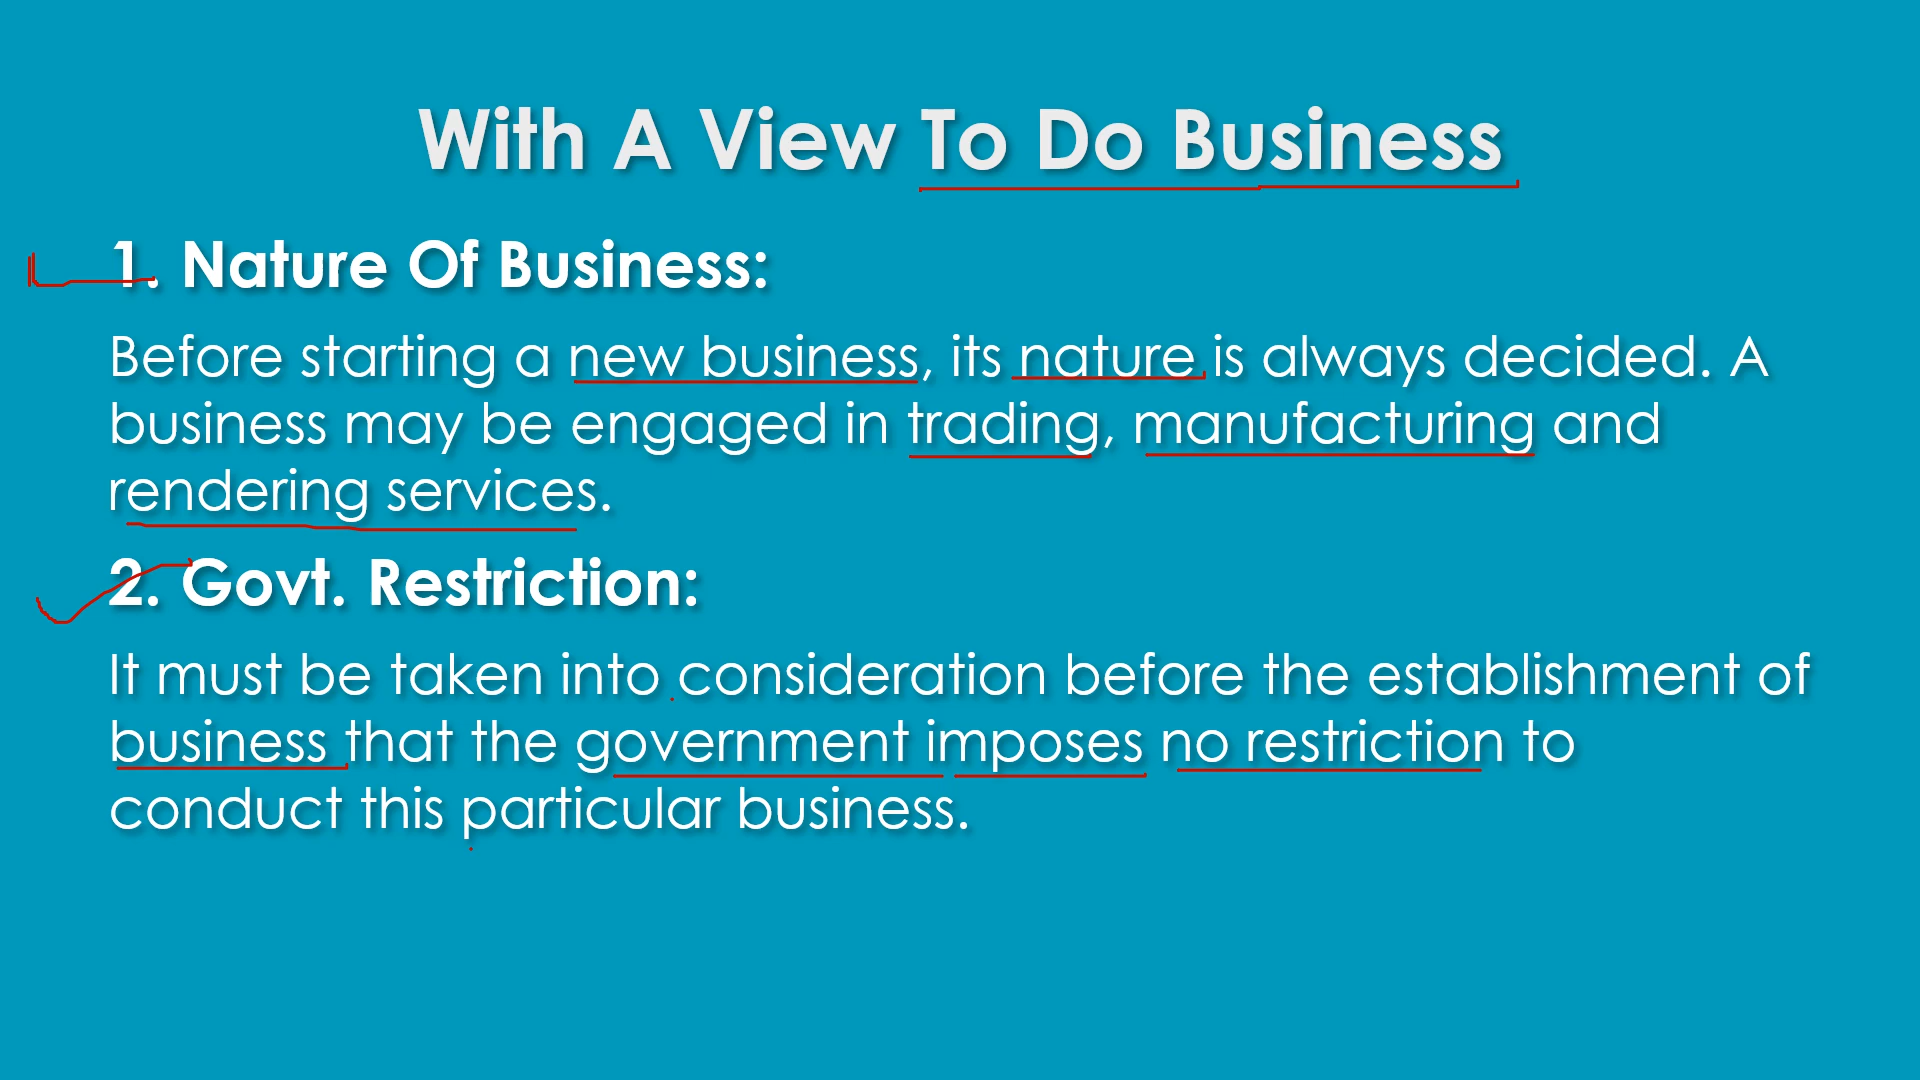 With A View To Do Business
1. Nature Of Business:
Before starting a new business, its nature is always decided. A
business may be engaged in trading, manufacturing and
rendering services.
2. Govt. Restriction:
It must be taken into consideration before the establishment of
business that the government imposes no restriction to
conduct this particular business.